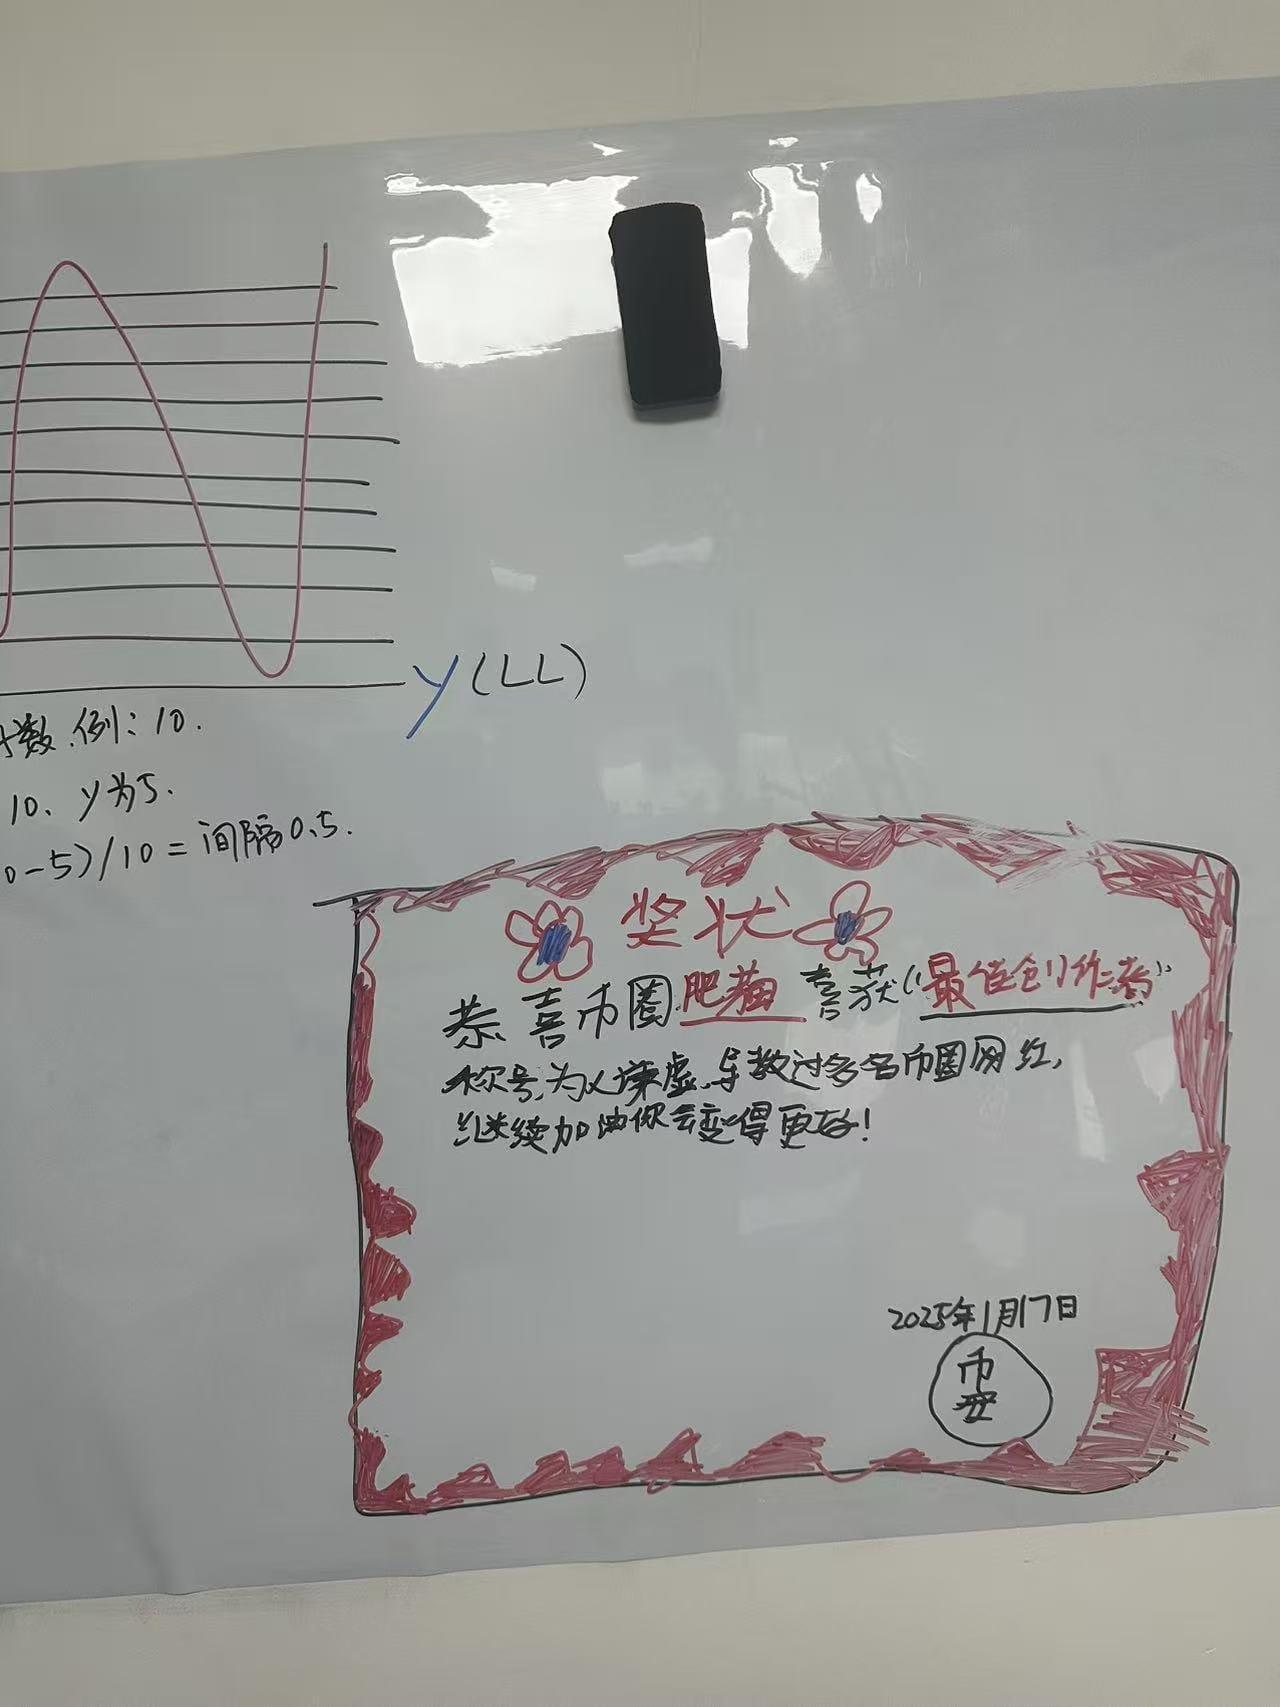 y(LL)
数.例:10.
10、y为5.
0-5)/10=间隔0.5.
奖状
恭喜币圈肥猫喜获“最佳创作者”
称号,为人谦虚,导教过多名币圈网红,
继续加油你会变得更好!
2025年1月17日
币
安